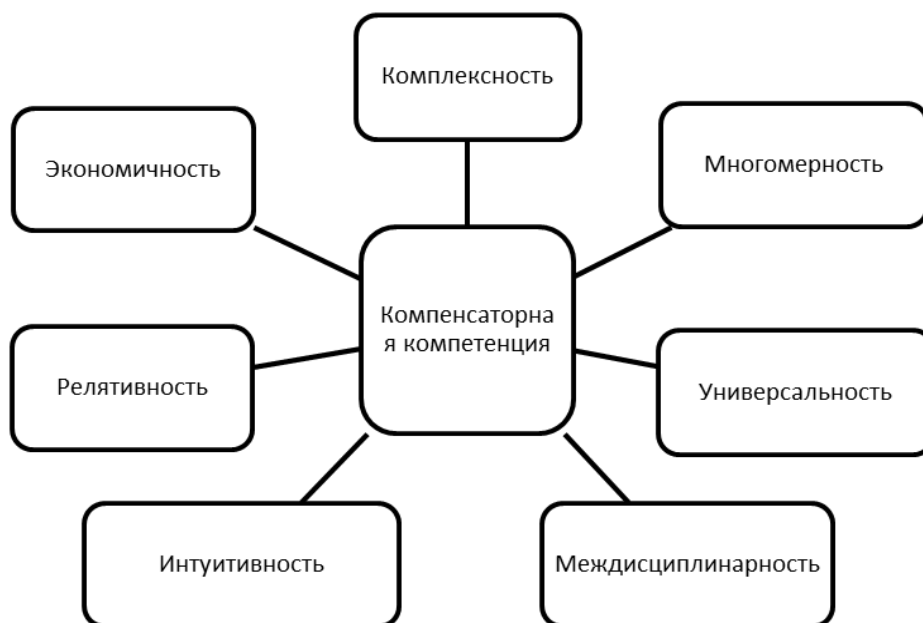 Комплексность
Экономичность
Многомерность
Компенсаторна
я компетенция
Релятивность
Универсальность
Интуитивность
Междисциплинарность